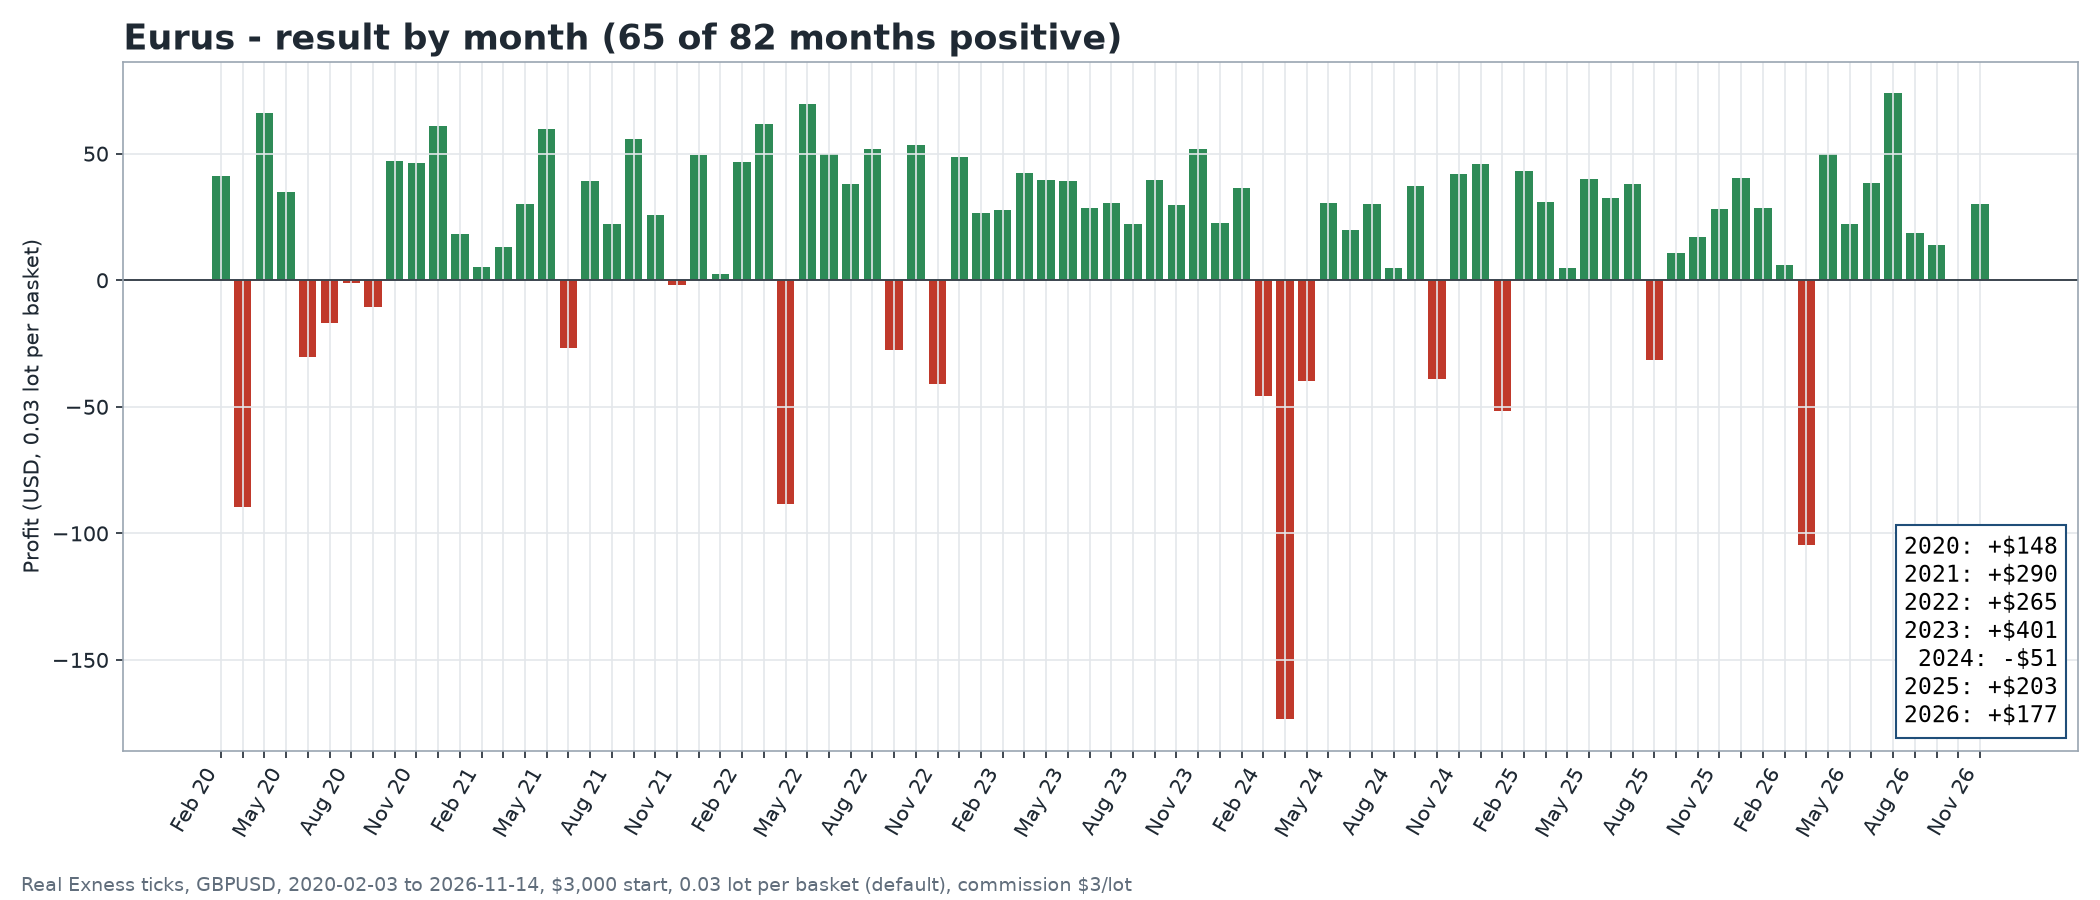 Eurus - result by month (65 of 82 months positive)
Profit (USD, 0.03 lot per basket)
50
0
−50
−100
−150
2020: +$148
2021: +$290
2022: +$265
2023: +$401
2024: -$51
2025: +$203
2026: +$177
Feb 20
May 20
Aug 20
Nov 20
Feb 21
May 21
Aug 21
Nov 21
Feb 22
May 22
Aug 22
Nov 22
Feb 23
May 23
Aug 23
Nov 23
Feb 24
May 24
Aug 24
Nov 24
Feb 25
May 25
Aug 25
Nov 25
Feb 26
May 26
Aug 26
Nov 26
Real Exness ticks, GBPUSD, 2020-02-03 to 2026-11-14, $3,000 start, 0.03 lot per basket (default), commission $3/lot